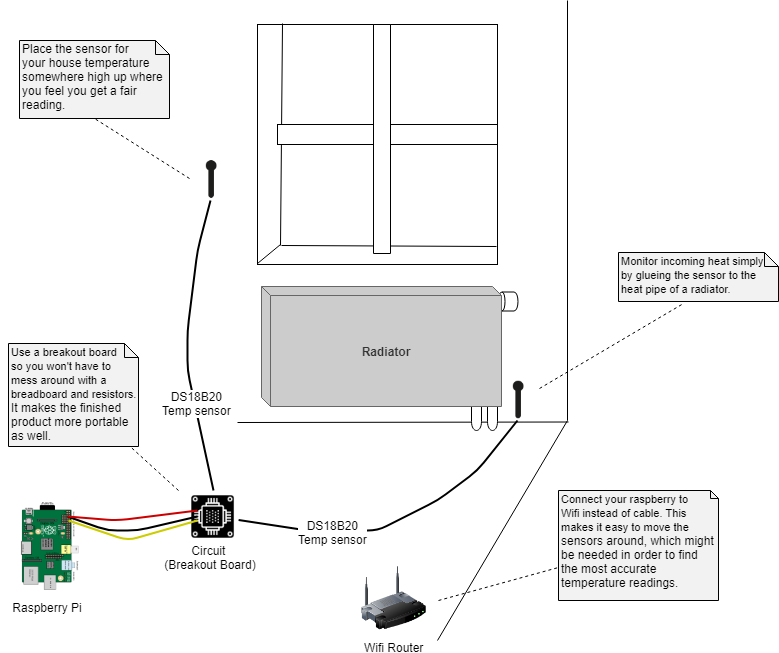 Place the sensor for
your house temperature
somewhere high up where
you feel you get a fair
reading.
Monitor incoming heat simply
by glueing the sensor to the
heat pipe of a radiator.
Radiator
Use a breakout board
so you won't have to
mess around with a
breadboard and resistors.
It makes the finished
product more portable
as well.
DS18B20
Temp sensor
Connect your raspberry to
Wifi instead of cable. This
makes it easy to move the
sensors around, which might
be needed in order to find
the most accurate
temperature readings.
DS18B20
Temp sensor
Circuit
(Breakout Board)
Raspberry Pi
Wifi Router